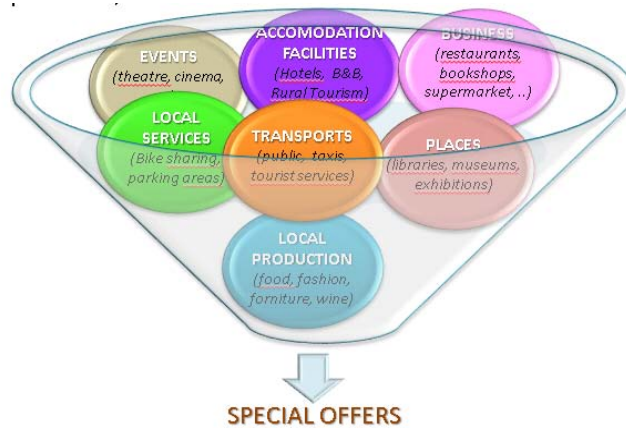 EVENTS
(theatre, cinema,
ACCOMODATION
FACILITIES
(Hotels, B&B,
Rural Tourism)
BUSINESS
(restaurants,
bookshops,
supermarket, ..)
LOCAL
SERVICES
(Bike sharing,
parking areas)
TRANSPORTS
(public, taxis,
tourist services)
PLACES
(libraries, museums,
exhibitions)
LOCAL
PRODUCTION
(food, fashion,
forniture, wine)
SPECIAL OFFERS